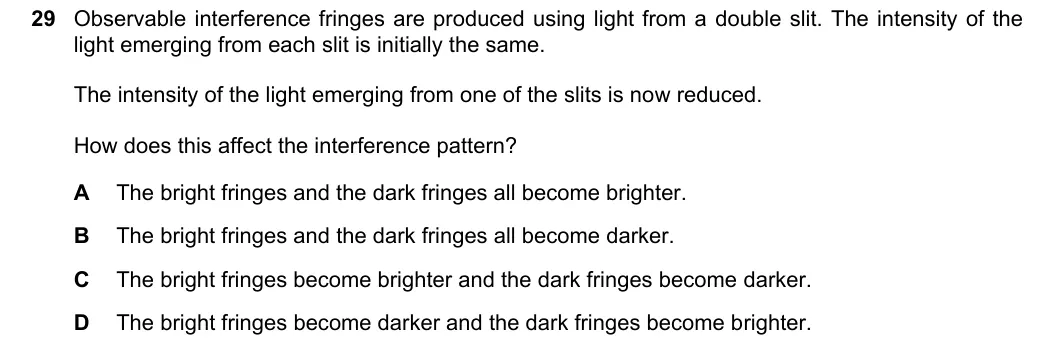 29 Observable interference fringes are produced using light from a double slit. The intensity of the
light emerging from each slit is initially the same.
The intensity of the light emerging from one of the slits is now reduced.
How does this affect the interference pattern?
A The bright fringes and the dark fringes all become brighter.
B The bright fringes and the dark fringes all become darker.
C The bright fringes become brighter and the dark fringes become darker.
D The bright fringes become darker and the dark fringes become brighter.